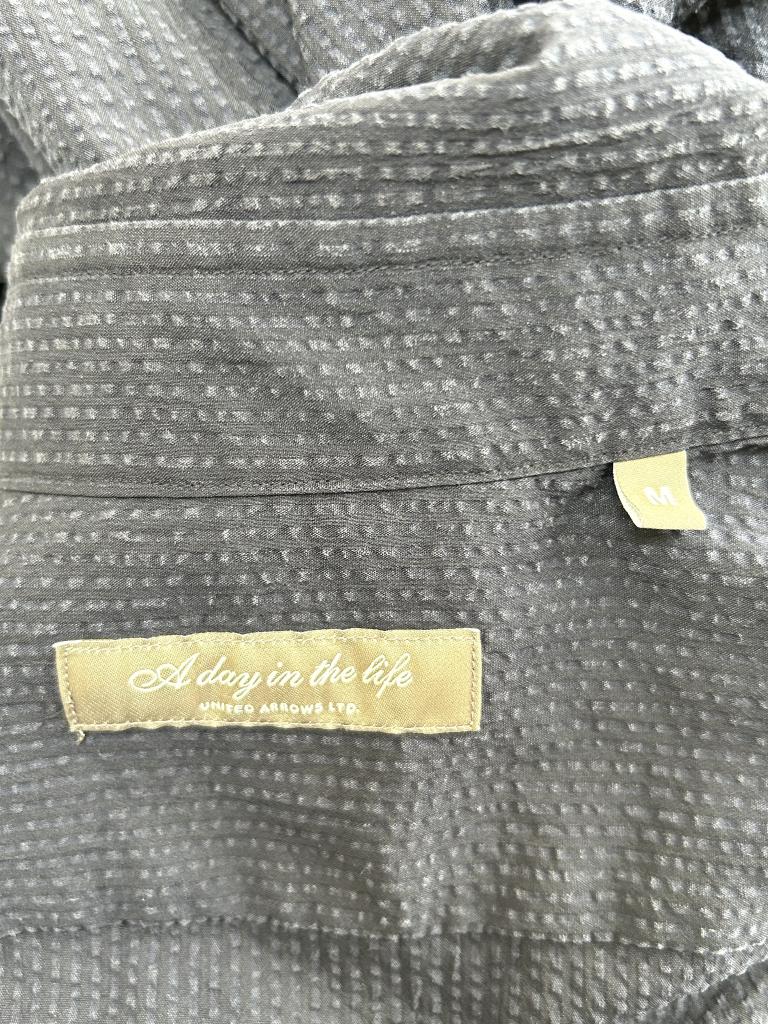 M
A day in the life
UNITED ARROWS LTD.